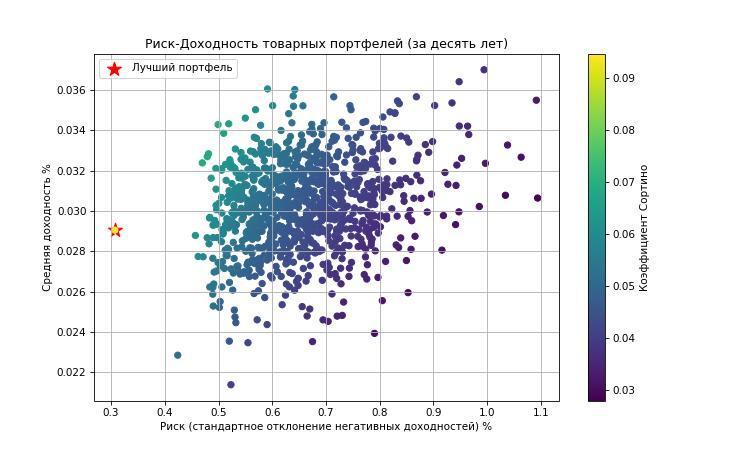 Риск-Доходность товарных портфелей (за десять лет)
Лучший портфель
Средняя доходность %
0.036
0.034
0.032
0.030
0.028
0.026
0.024
0.022
0.3 0.4 0.5 0.6 0.7 0.8 0.9 1.0 1.1
Риск (стандартное отклонение негативных доходностей) %
0.09
0.08
0.07
0.06
0.05
0.04
0.03
Коэффициент Сортино